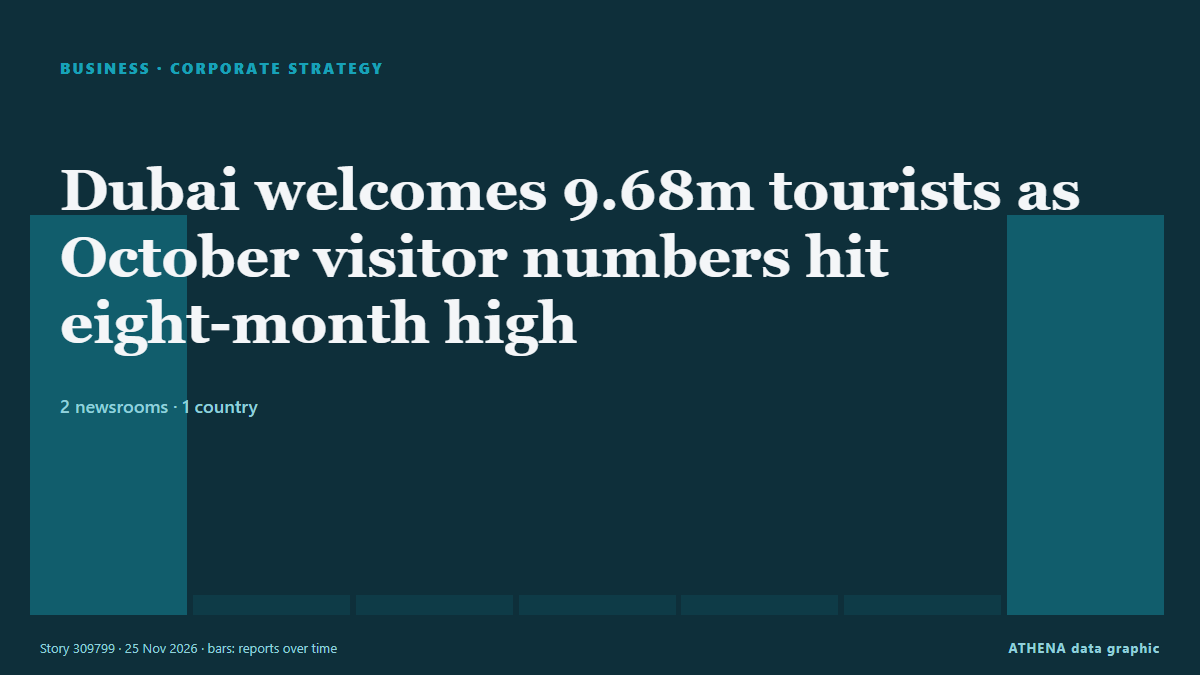 BUSINESS · CORPORATE STRATEGY
Dubai welcomes 9.68m tourists as
October visitor numbers hit
eight-month high
2 newsrooms · 1 country
Story 309799 · 25 Nov 2026 · bars: reports over time
ATHENA data graphic